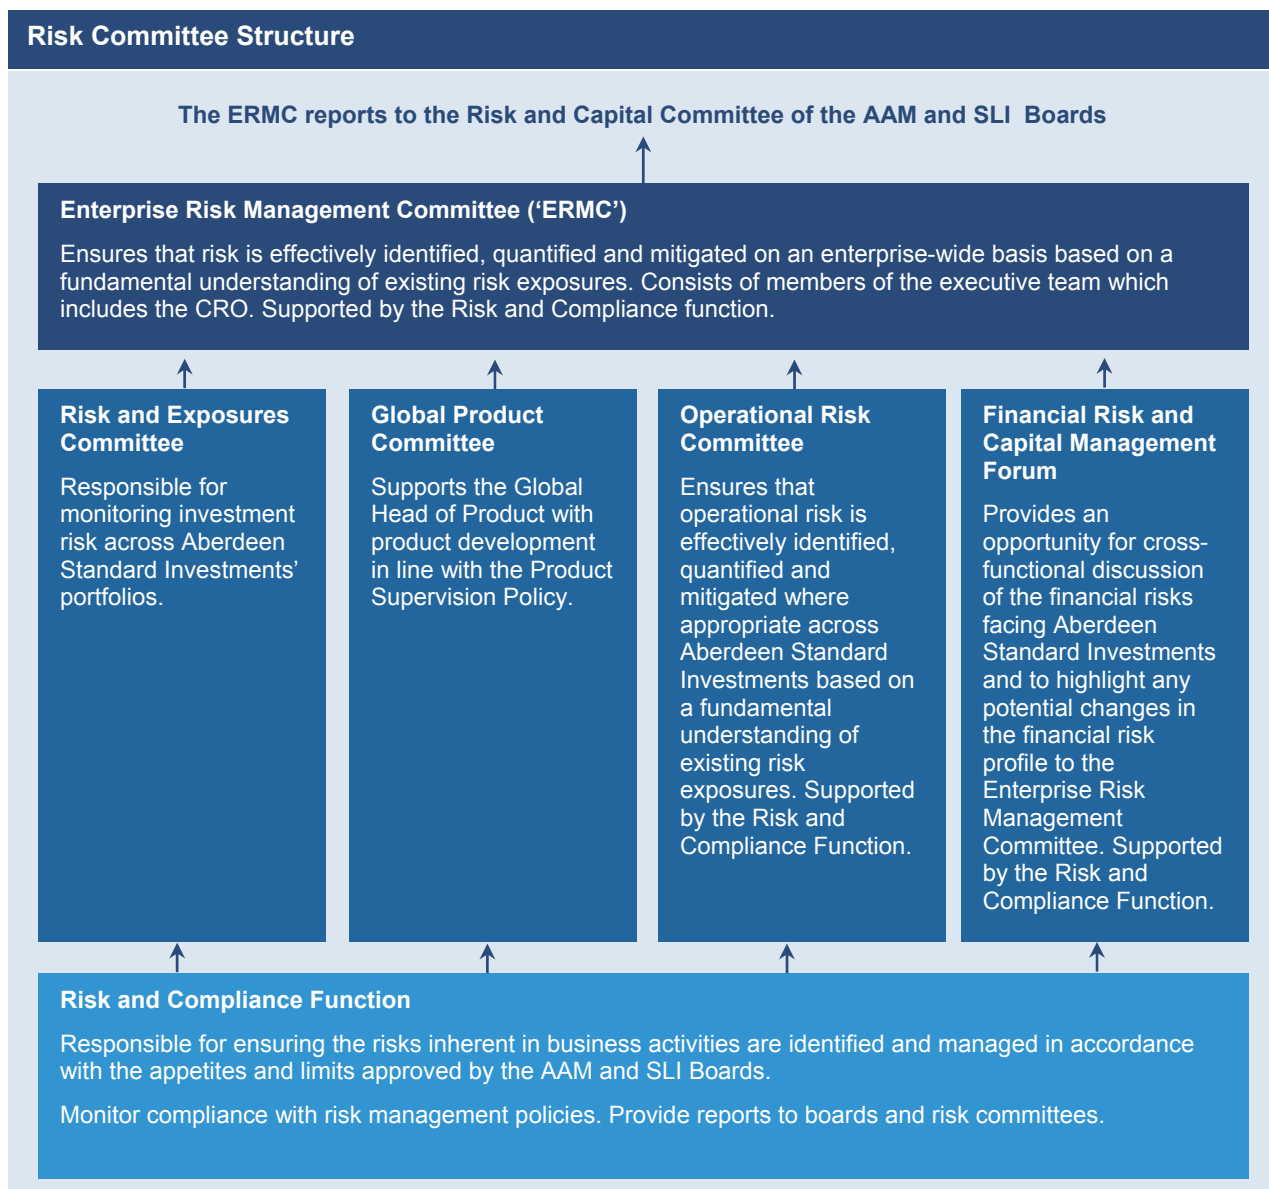 Risk Committee Structure
The ERMC reports to the Risk and Capital Committee of the AAM and SLI  Boards
Enterprise Risk Management Committee (‘ERMC’)
Ensures that risk is effectively identified, quantified and mitigated on an enterprise-wide basis based on a
fundamental understanding of existing risk exposures. Consists of members of the executive team which
includes the CRO. Supported by the Risk and Compliance function.
Risk and Exposures
Committee
Responsible for
monitoring investment
risk across Aberdeen
Standard Investments’
portfolios.
Global Product
Committee
Supports the Global
Head of Product with
product development
in line with the Product
Supervision Policy.
Operational Risk
Committee
Ensures that
operational risk is
effectively identified,
quantified and
mitigated where
appropriate across
Aberdeen Standard
Investments based on
a fundamental
understanding of
existing risk
exposures. Supported
by the Risk and
Compliance Function.
Financial Risk and
Capital Management
Forum
Provides an
opportunity for cross-
functional discussion
of the financial risks
facing Aberdeen
Standard Investments
and to highlight any
potential changes in
the financial risk
profile to the
Enterprise Risk
Management
Committee. Supported
by the Risk and
Compliance Function.
Risk and Compliance Function
Responsible for ensuring the risks inherent in business activities are identified and managed in accordance
with the appetites and limits approved by the AAM and SLI Boards.
Monitor compliance with risk management policies. Provide reports to boards and risk committees.